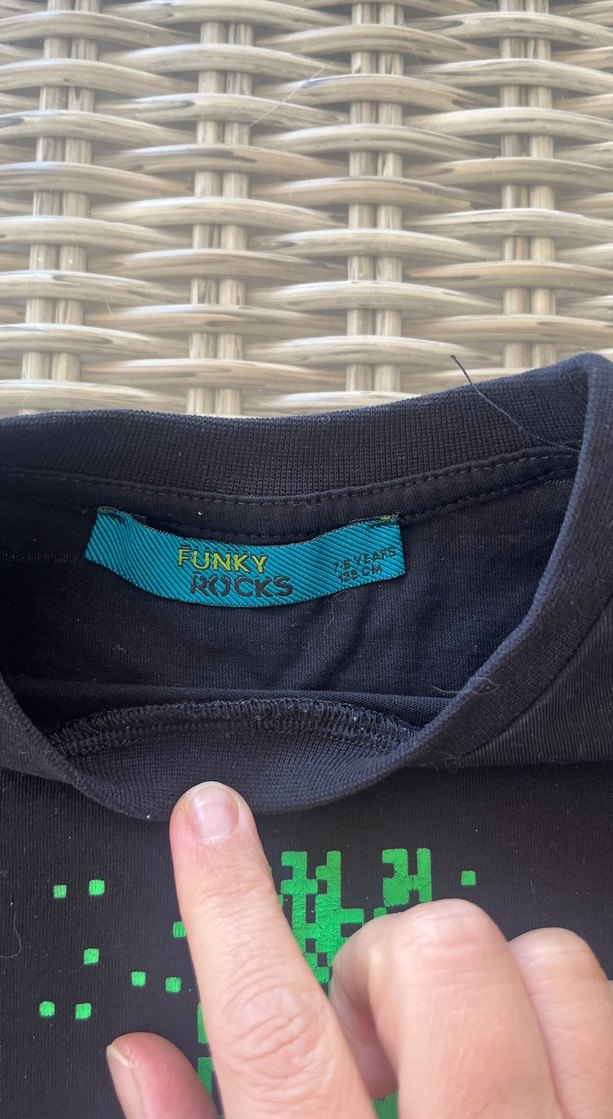 FUNKY
ROCKS
7-8 YEARS
128 CM